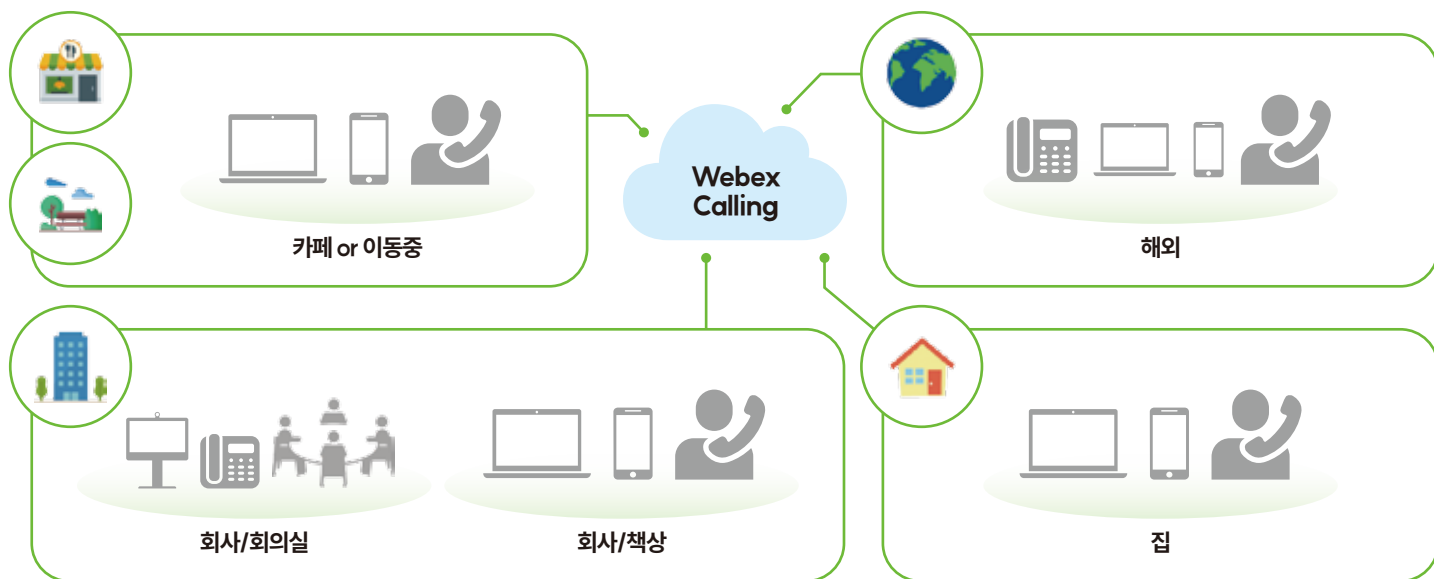 Webex
Calling
카페 or 이동중
해외
회사/회의실
회사/책상
집